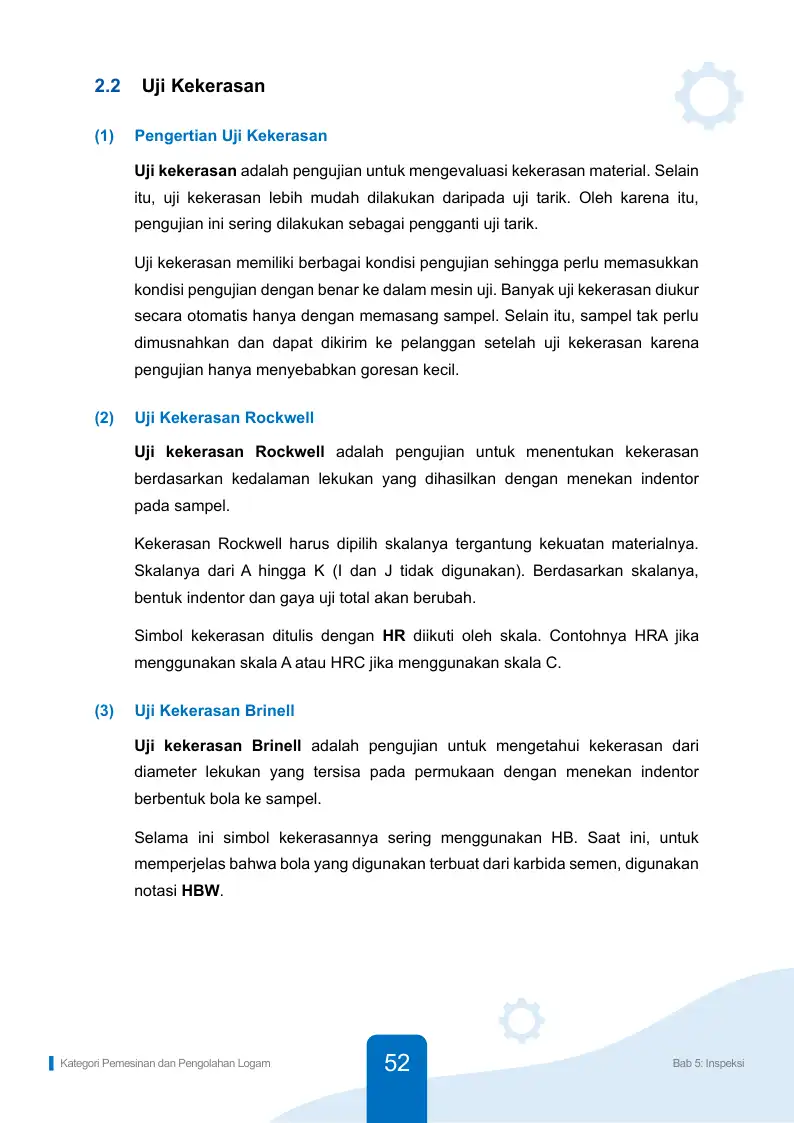 2.2 Uji Kekerasan
(1) Pengertian Uji Kekerasan
Uji kekerasan adalah pengujian untuk mengevaluasi kekerasan material. Selain
itu, uji kekerasan lebih mudah dilakukan daripada uji tarik. Oleh karena itu,
pengujian ini sering dilakukan sebagai pengganti uji tarik.
Uji kekerasan memiliki berbagai kondisi pengujian sehingga perlu memasukkan
kondisi pengujian dengan benar ke dalam mesin uji. Banyak uji kekerasan diukur
secara otomatis hanya dengan memasang sampel. Selain itu, sampel tak perlu
dimusnahkan dan dapat dikirim ke pelanggan setelah uji kekerasan karena
pengujian hanya menyebabkan goresan kecil.
(2) Uji Kekerasan Rockwell
Uji kekerasan Rockwell adalah pengujian untuk menentukan kekerasan
berdasarkan kedalaman lekukan yang dihasilkan dengan menekan indentor
pada sampel.
Kekerasan Rockwell harus dipilih skalanya tergantung kekuatan materialnya.
Skalanya dari A hingga K (I dan J tidak digunakan). Berdasarkan skalanya,
bentuk indentor dan gaya uji total akan berubah.
Simbol kekerasan ditulis dengan HR diikuti oleh skala. Contohnya HRA jika
menggunakan skala A atau HRC jika menggunakan skala C.
(3) Uji Kekerasan Brinell
Uji kekerasan Brinell adalah pengujian untuk mengetahui kekerasan dari
diameter lekukan yang tersisa pada permukaan dengan menekan indentor
berbentuk bola ke sampel.
Selama ini simbol kekerasannya sering menggunakan HB. Saat ini, untuk
memperjelas bahwa bola yang digunakan terbuat dari karbida semen, digunakan
notasi HBW.
Kategori Pemesinan dan Pengolahan Logam
52
Bab 5: Inspeksi